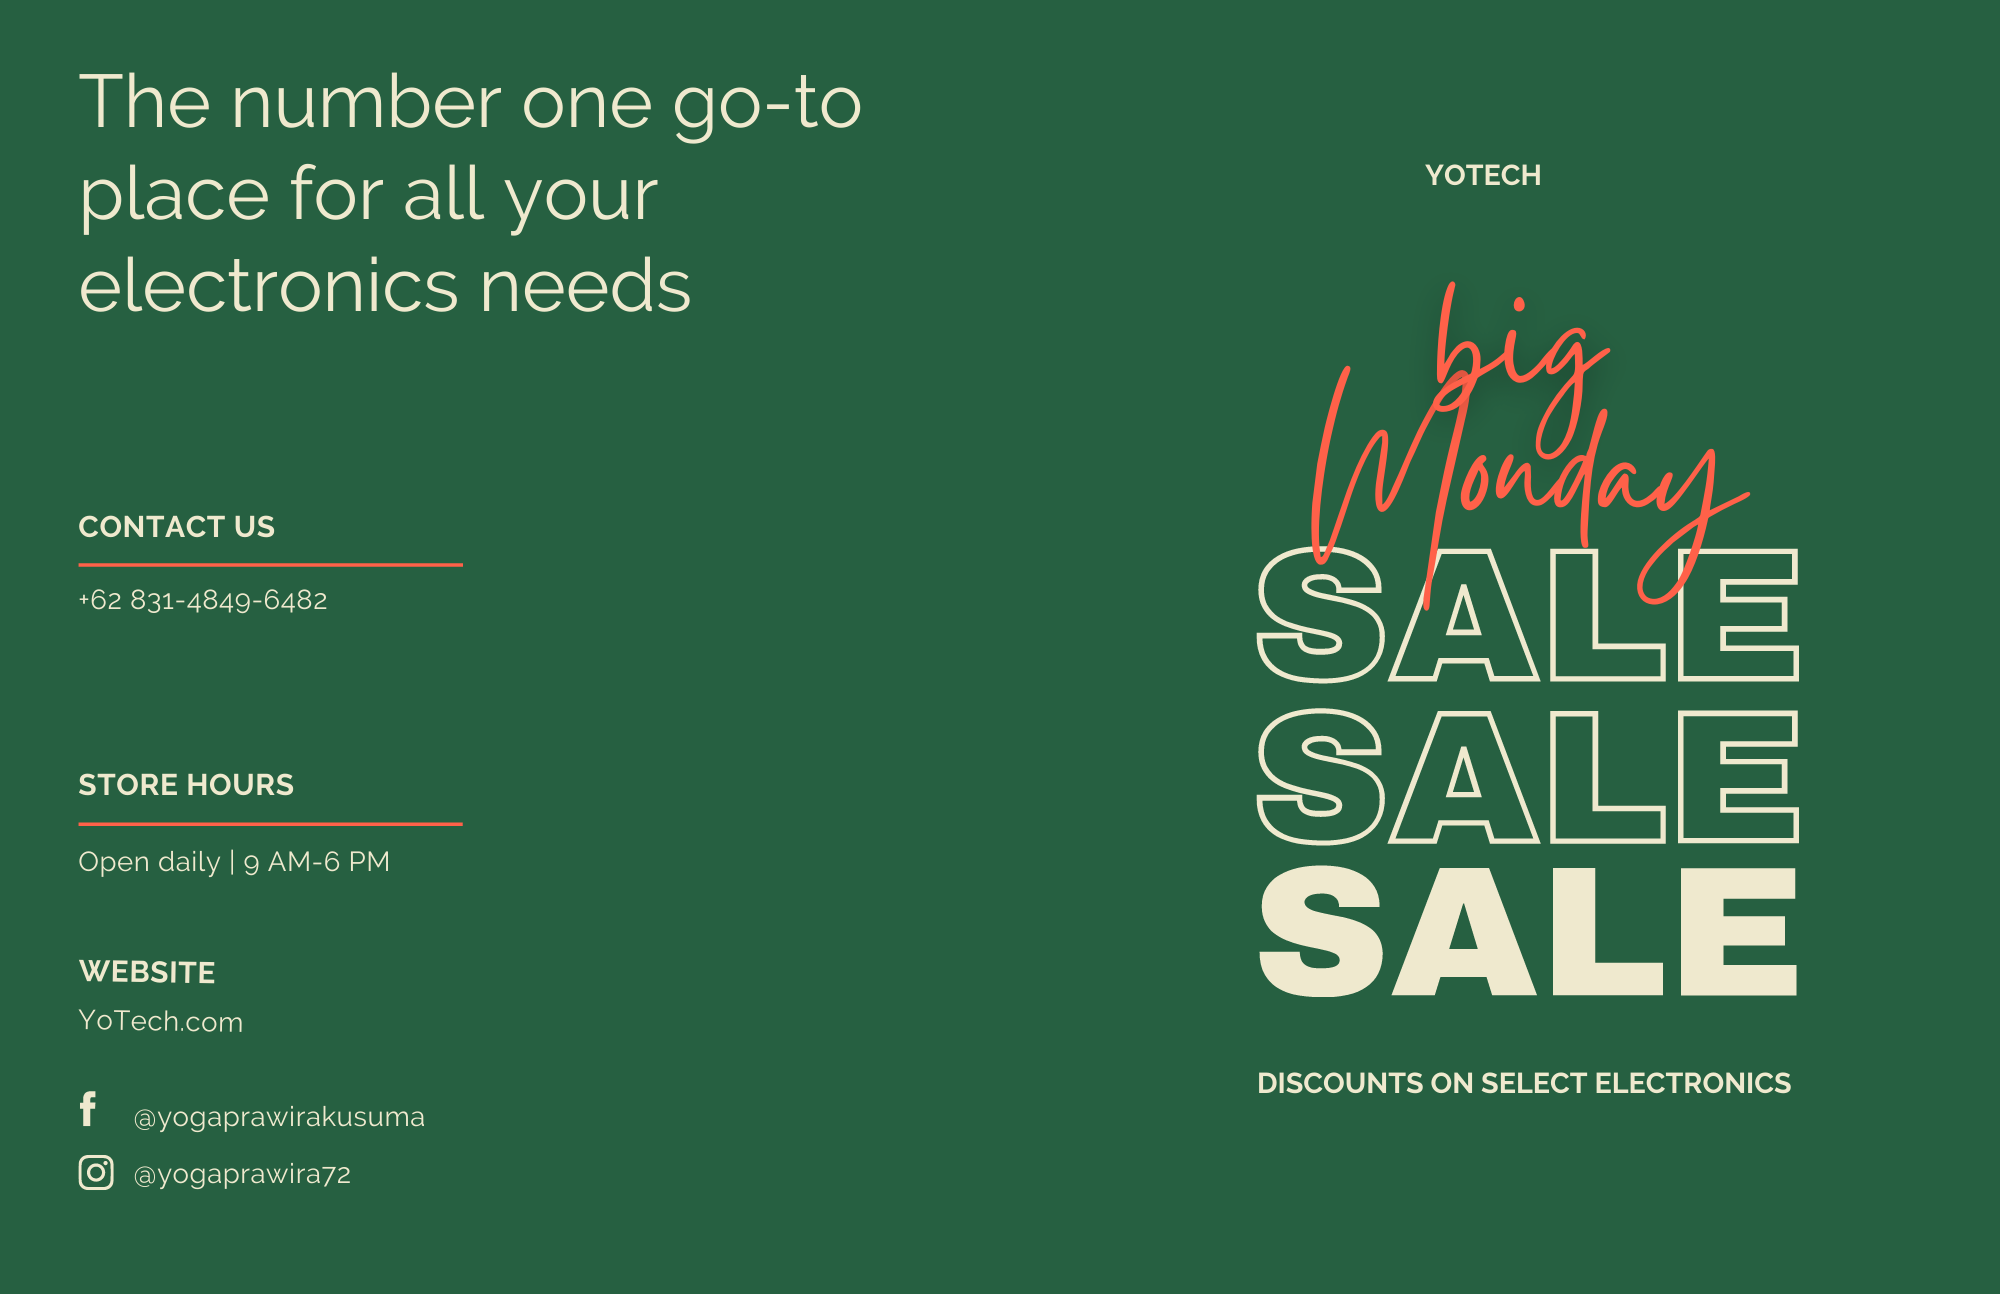 The number one go-to
place for all your
electronics needs
CONTACT US
+62 831-4849-6482
STORE HOURS
Open daily | 9 AM-6 PM
WEBSITE
YoTech.com
@yogaprawirakusuma
@yogaprawira72
YOTECH
big
Monday
SALE
SALE
SALE
DISCOUNTS ON SELECT ELECTRONICS